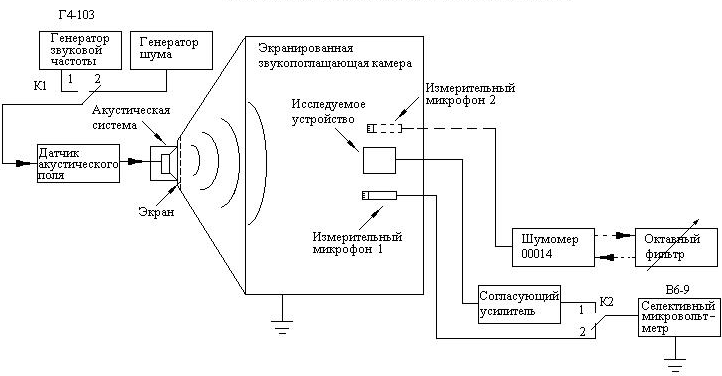 Г4-103
Генератор
звуковой
частоты
Генератор
шума
К1
1
2
Экранированная
звукопоглащающая камера
Акустическая
система
Датчик
акустического
поля
Экран
Исследуемое
устройство
Измерительный
микрофон 2
Измерительный
микрофон 1
Шумомер
00014
Октавный
фильтр
Согласующий
усилитель
К2
1
2
В6-9
Селективный
микровольт-
метр